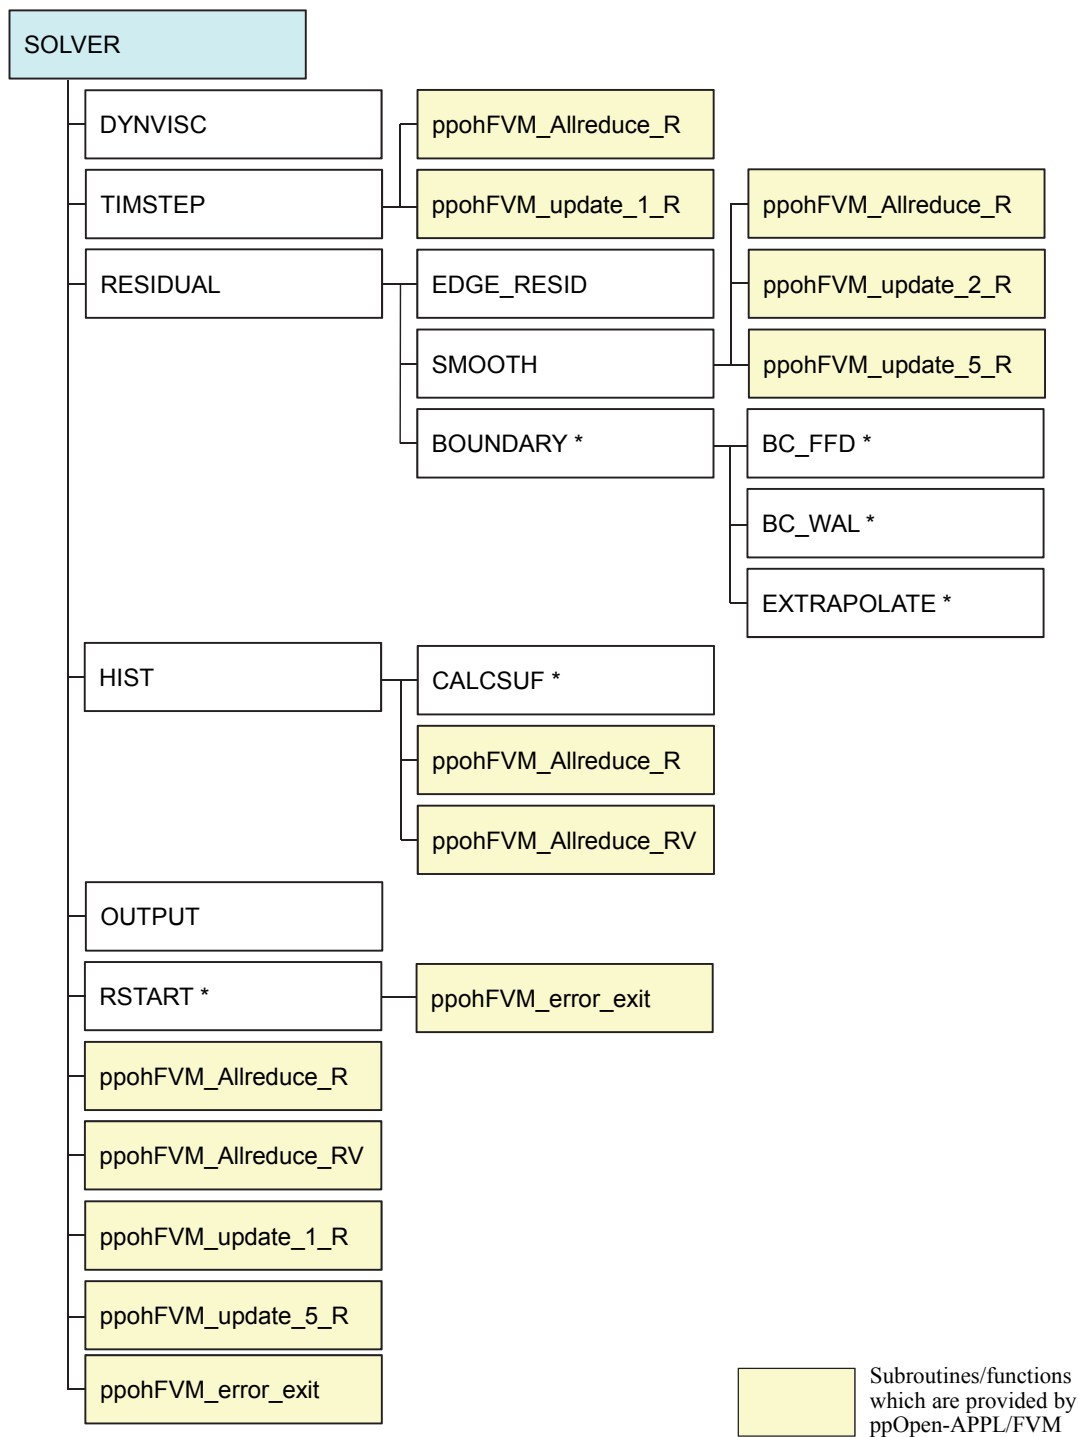 SOLVER
DYNVISC
ppohFVM_Allreduce_R
TIMSTEP
ppohFVM_update_1_R
ppohFVM_Allreduce_R
RESIDUAL
EDGE_RESID
ppohFVM_update_2_R
SMOOTH
ppohFVM_update_5_R
BOUNDARY *
BC_FFD *
BC_WAL *
EXTRAPOLATE *
HIST
CALCSUF *
ppohFVM_Allreduce_R
ppohFVM_Allreduce_RV
OUTPUT
RSTART *
ppohFVM_error_exit
ppohFVM_Allreduce_R
ppohFVM_Allreduce_RV
ppohFVM_update_1_R
ppohFVM_update_5_R
ppohFVM_error_exit
Subroutines/functions
which are provided by
ppOpen-APPL/FVM